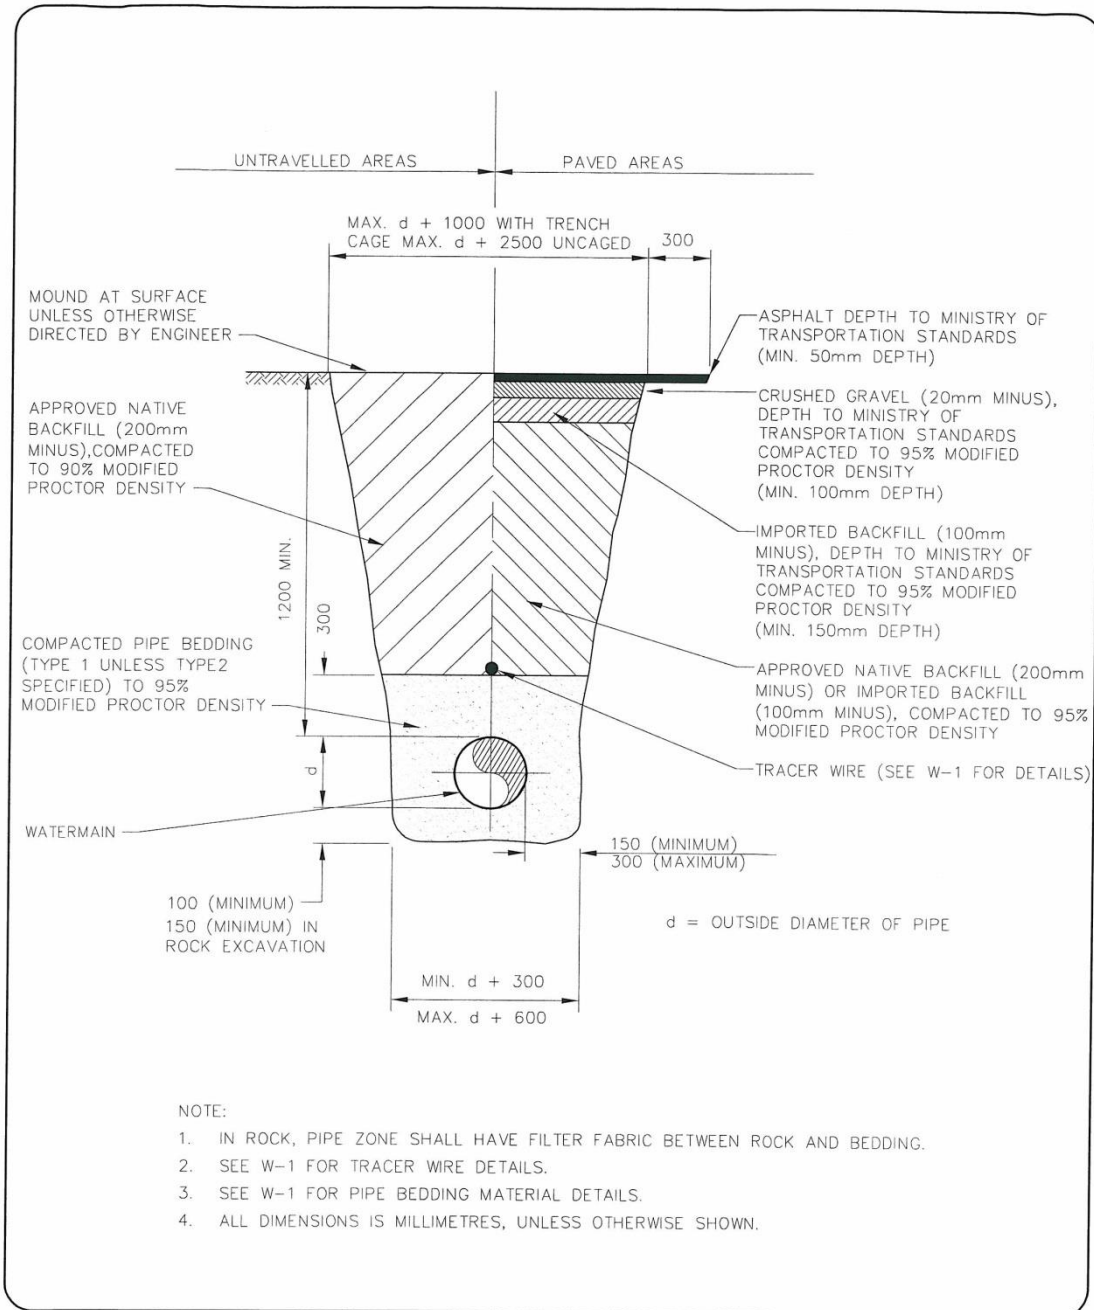 UNTRAVELLED AREAS
PAVED AREAS
MAX. d + 1000 WITH TRENCH
CAGE MAX. d + 2500 UNCAGED
300
MOUND AT SURFACE
UNLESS OTHERWISE
DIRECTED BY ENGINEER
ASPHALT DEPTH TO MINISTRY OF
TRANSPORTATION STANDARDS
(MIN. 50mm DEPTH)
APPROVED NATIVE
BACKFILL (200mm
MINUS),COMPACTED
TO 90% MODIFIED
PROCTOR DENSITY
CRUSHED GRAVEL (20mm MINUS),
DEPTH TO MINISTRY OF
TRANSPORTATION STANDARDS
COMPACTED TO 95% MODIFIED
PROCTOR DENSITY
(MIN. 100mm DEPTH)
1200 MIN.
300
IMPORTED BACKFILL (100mm
MINUS), DEPTH TO MINISTRY OF
TRANSPORTATION STANDARDS
COMPACTED TO 95% MODIFIED
PROCTOR DENSITY
(MIN. 150mm DEPTH)
COMPACTED PIPE BEDDING
(TYPE 1 UNLESS TYPE2
SPECIFIED) TO 95%
MODIFIED PROCTOR DENSITY
APPROVED NATIVE BACKFILL (200mm
MINUS) OR IMPORTED BACKFILL
(100mm MINUS), COMPACTED TO 95%
MODIFIED PROCTOR DENSITY
d
TRACER WIRE (SEE W-1 FOR DETAILS)
WATERMAIN
150 (MINIMUM)
300 (MAXIMUM)
100 (MINIMUM)
150 (MINIMUM) IN
ROCK EXCAVATION
d = OUTSIDE DIAMETER OF PIPE
MIN. d + 300
MAX. d + 600
NOTE:
1. IN ROCK, PIPE ZONE SHALL HAVE FILTER FABRIC BETWEEN ROCK AND BEDDING.
2. SEE W-1 FOR TRACER WIRE DETAILS.
3. SEE W-1 FOR PIPE BEDDING MATERIAL DETAILS.
4. ALL DIMENSIONS IS MILLIMETRES, UNLESS OTHERWISE SHOWN.